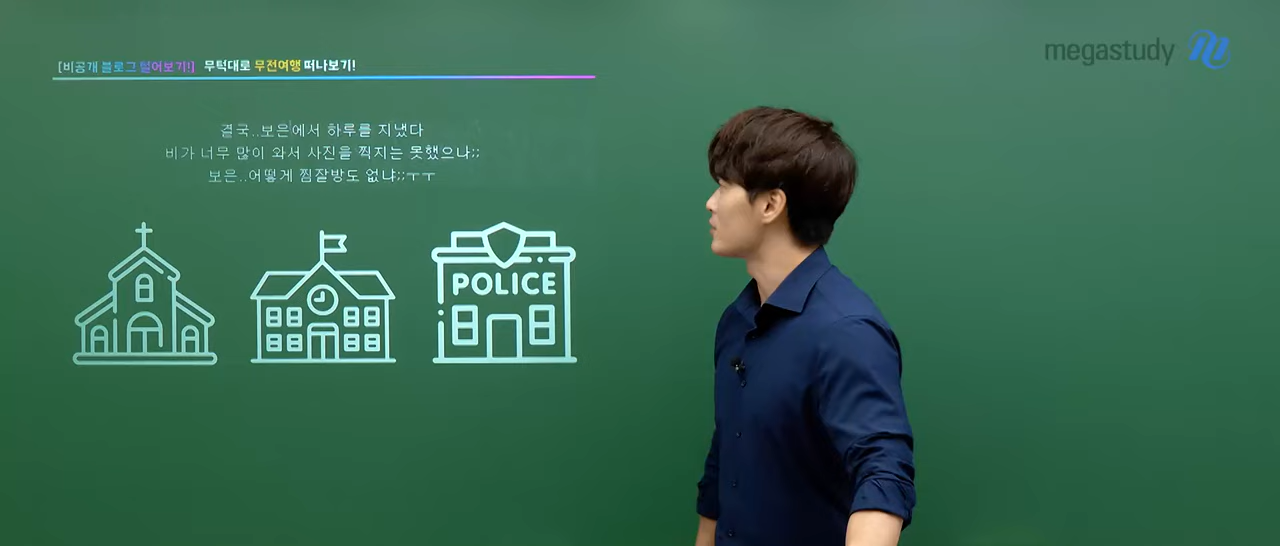 [비공개 블로그 털어보기!] 무턱대로 무전여행 떠나보기!
megastudy
결국..보은에서 하루를 지냈다
비가 너무 많이 와서 사진을 찍지는 못했으나;;
보은..어떻게 찜질방도 없냐;;ㅜㅜ
POLICE